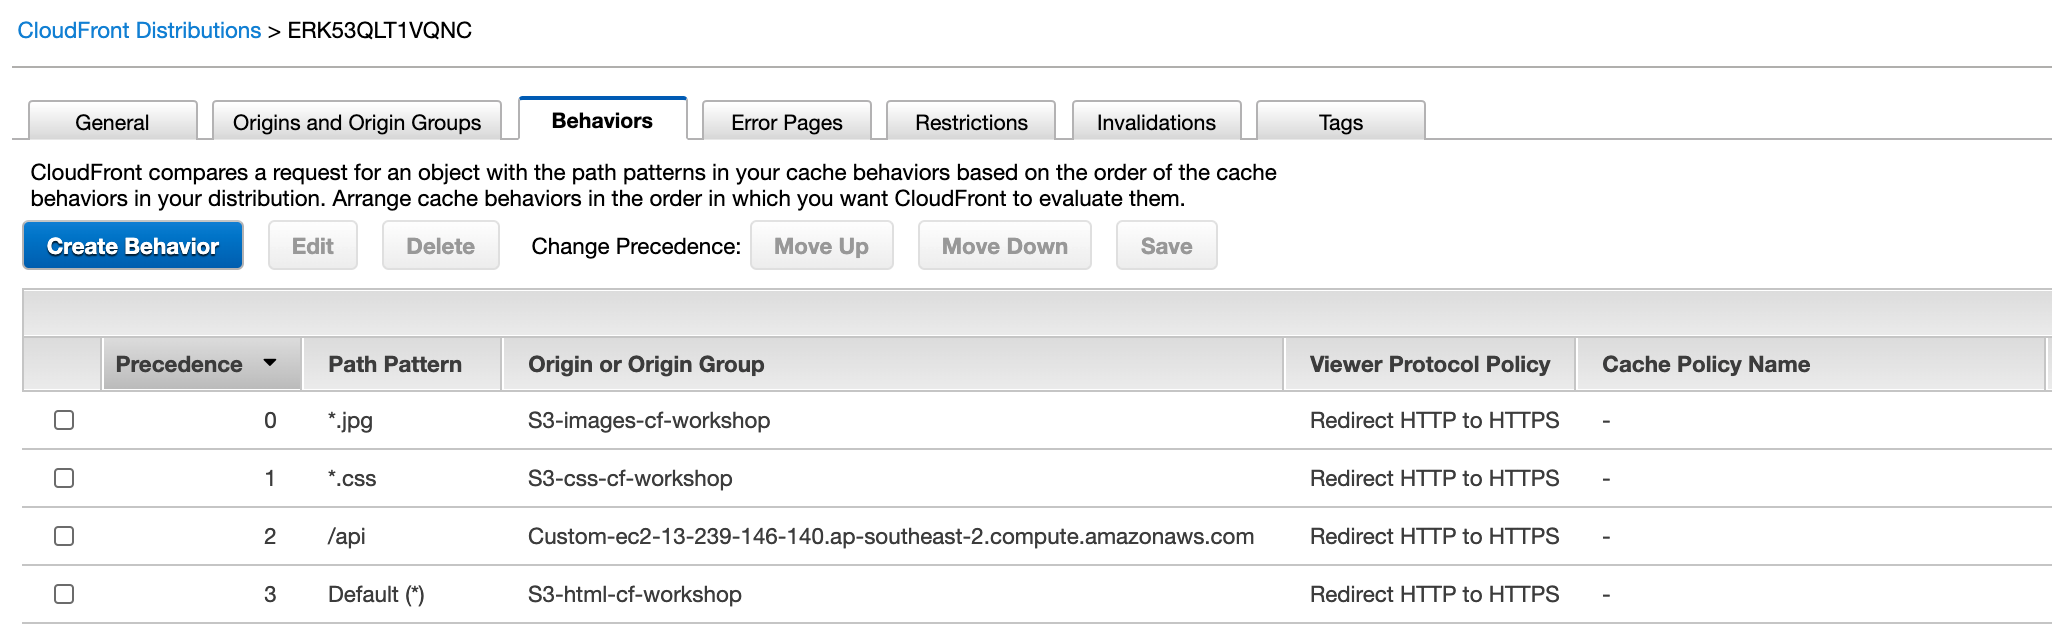 CloudFront Distributions > ERK53QLT1VQNC
General Origins and Origin Groups Behaviors Error Pages Restrictions Invalidations Tags
CloudFront compares a request for an object with the path patterns in your cache behaviors based on the order of the cache
behaviors in your distribution. Arrange cache behaviors in the order in which you want CloudFront to evaluate them.
Create Behavior Edit Delete Change Precedence: Move Up Move Down Save
Precedence Path Pattern Origin or Origin Group Viewer Protocol Policy Cache Policy Name
0 *.jpg S3-images-cf-workshop Redirect HTTP to HTTPS -
1 *.css S3-css-cf-workshop Redirect HTTP to HTTPS -
2 /api Custom-ec2-13-239-146-140.ap-southeast-2.compute.amazonaws.com Redirect HTTP to HTTPS -
3 Default (*) S3-html-cf-workshop Redirect HTTP to HTTPS -